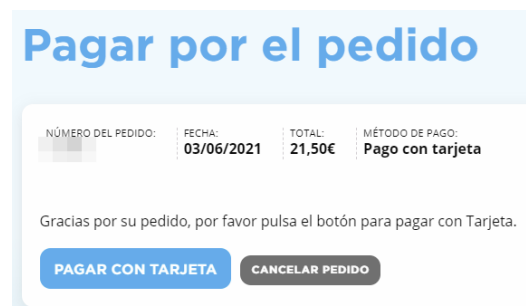 Pagar por el pedido
NÚMERO DEL PEDIDO: FECHA: TOTAL: MÉTODO DE PAGO:
03/06/2021 21,50€ Pago con tarjeta
Gracias por su pedido, por favor pulsa el botón para pagar con Tarjeta.
PAGAR CON TARJETA CANCELAR PEDIDO